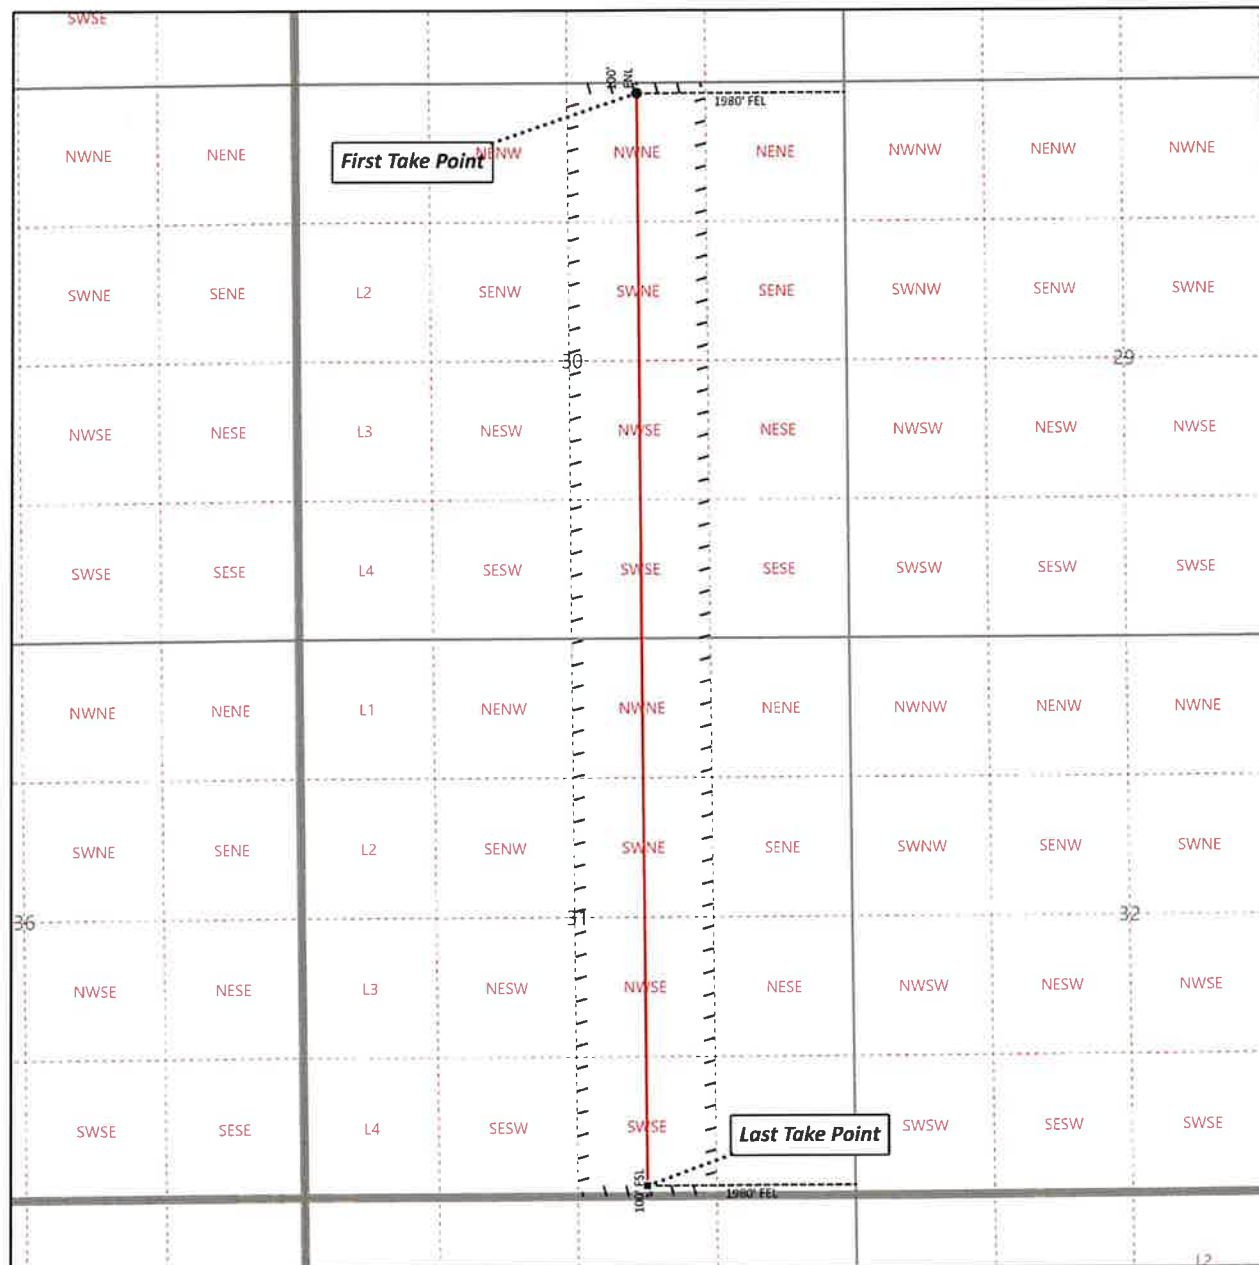 SWSE
100' FNL
1980' FEL
First Take Point
NWNE NENE NENW NWNE NENE NWNW NENW NWNE
SWNE SENE L2 SENW SWNE SENE SWNW SENW SWNE
30 29
NWSE NESE L3 NESW NWSE NESE NWSW NESW NWSE
SWSE SESE L4 SESW SWSE SESE SWSW SESW SWSE
NWNE NENE L1 NENW NWNE NENE NWNW NENW NWNE
SWNE SENE L2 SENW SWNE SENE SWNW SENW SWNE
36 31 32
NWSE NESE L3 NESW NWSE NESE NWSW NESW NWSE
SWSE SESE L4 SESW SWSE SWSW SESW SWSE
Last Take Point
100' FSL
1980' FEL
L2